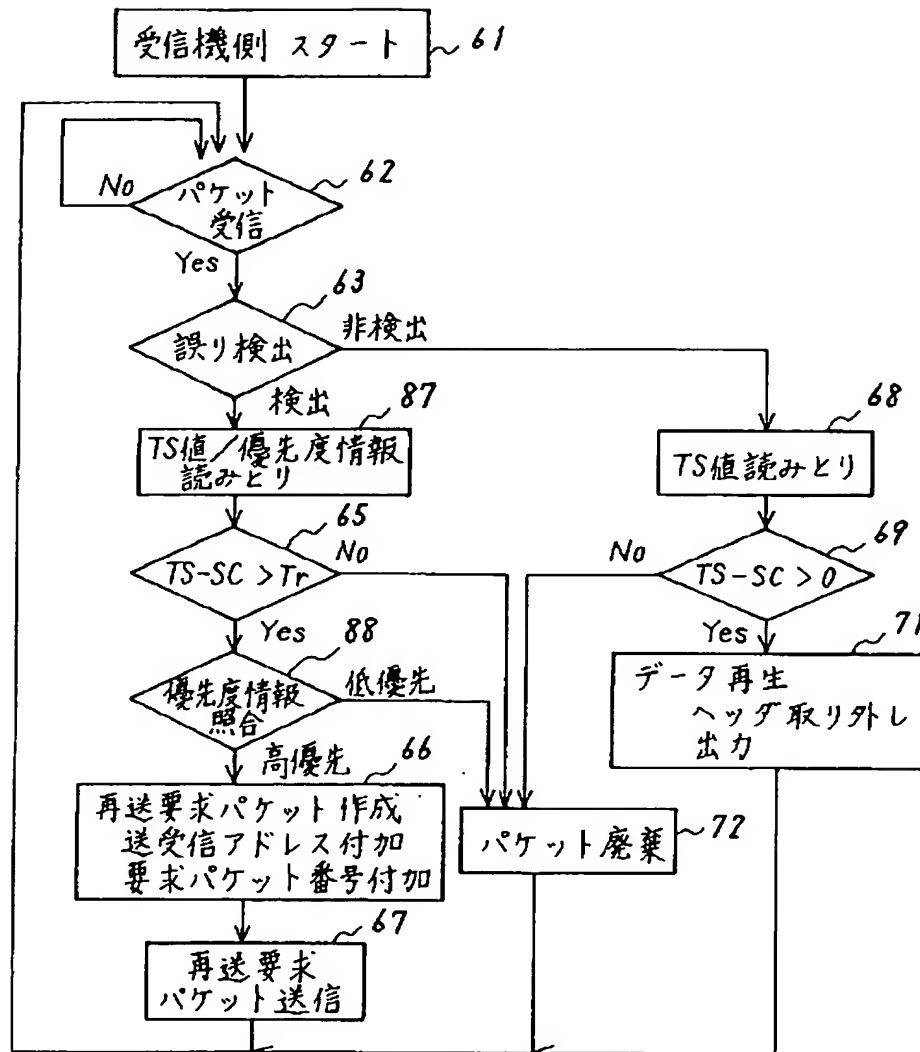 受信機側 スタート
61
パケット
受信
62
No
Yes
63
誤り検出
非検出
検出
87
TS値/優先度情報
読みとり
68
TS値読みとり
65
TS-SC>Tr
No
Yes
69
TS-SC>0
No
Yes
88
優先度情報
照合
低優先
高優先
71
データ再生
ヘッダ取り外し
出力
66
再送要求パケット作成
送受信アドレス付加
要求パケット番号付加
パケット廃棄
72
67
再送要求
パケット送信